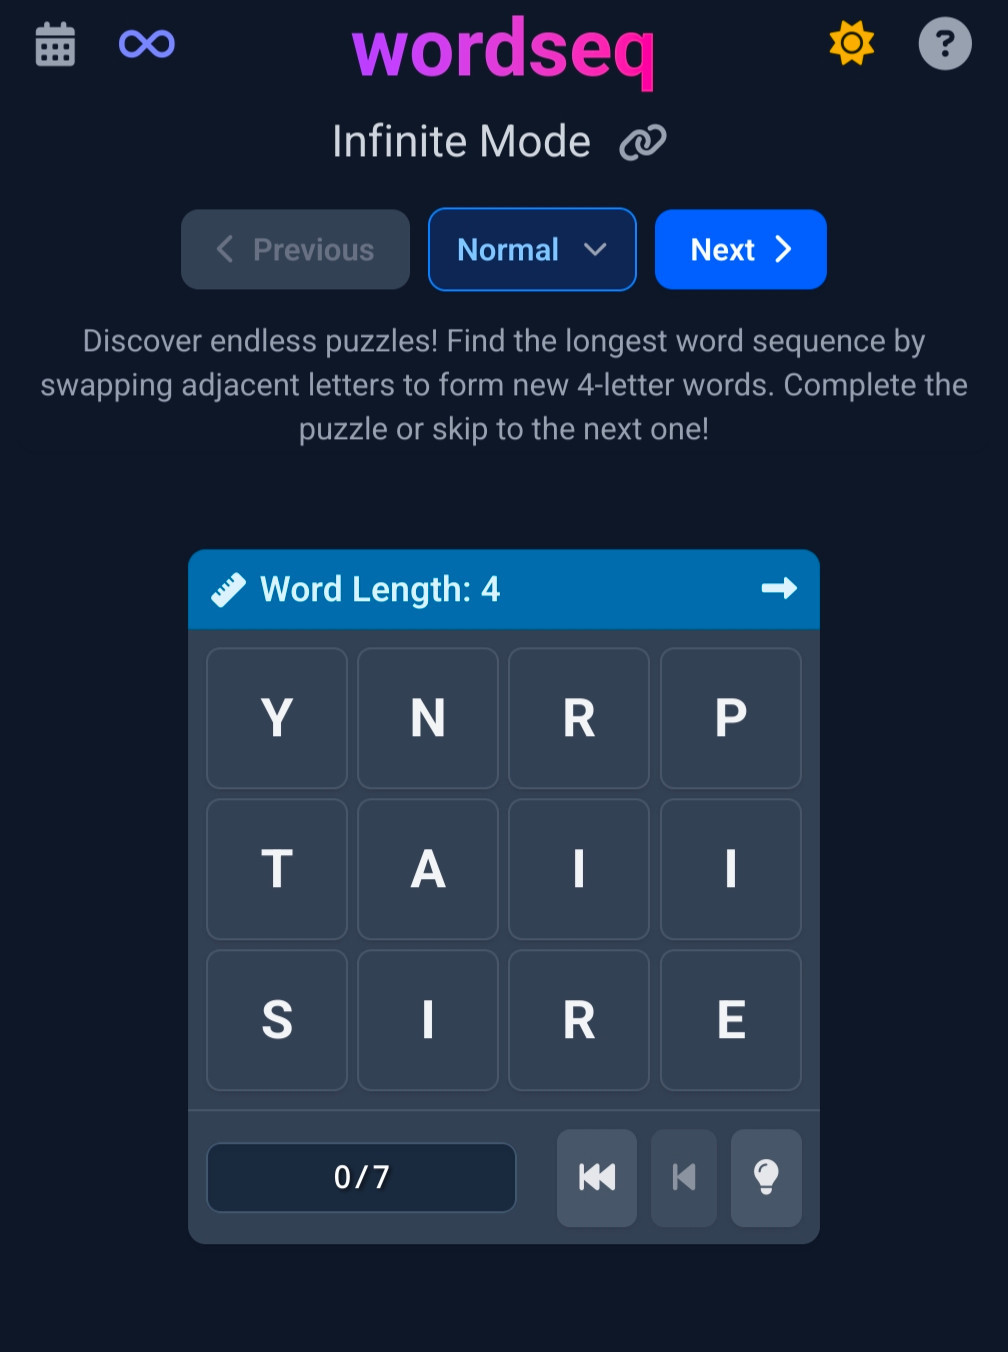 wordseq
?
Infinite Mode
Previous
Normal
Next
Discover endless puzzles! Find the longest word sequence by
swapping adjacent letters to form new 4-letter words. Complete the
puzzle or skip to the next one!
Word Length: 4
Y N R P
T A I I
S I R E
0/7